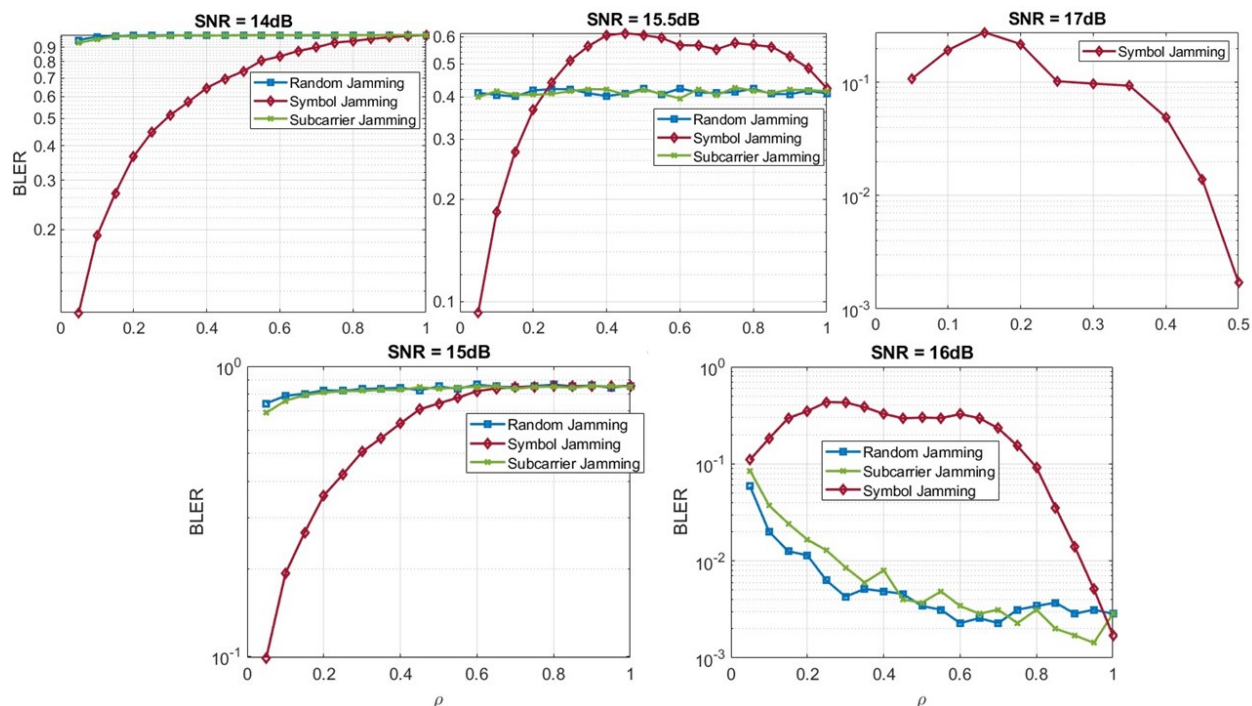 SNR = 14dB
BLER
0.9
0.8
0.7
0.6
0.5
0.4
0.3
0.2
0 0.2 0.4 0.6 0.8 1
Random Jamming
Symbol Jamming
Subcarrier Jamming
SNR = 15.5dB
0.6
0.5
0.4
0.3
0.2
0.1
0 0.2 0.4 0.6 0.8 1
Random Jamming
Symbol Jamming
Subcarrier Jamming
SNR = 17dB
Symbol Jamming
10-1
10-2
10-3
0 0.1 0.2 0.3 0.4 0.5
SNR = 15dB
BLER
100
10-1
Random Jamming
Symbol Jamming
Subcarrier Jamming
0 0.2 0.4 0.6 0.8 1
ρ
SNR = 16dB
BLER
100
10-1
10-2
10-3
Random Jamming
Subcarrier Jamming
Symbol Jamming
0 0.2 0.4 0.6 0.8 1
ρ